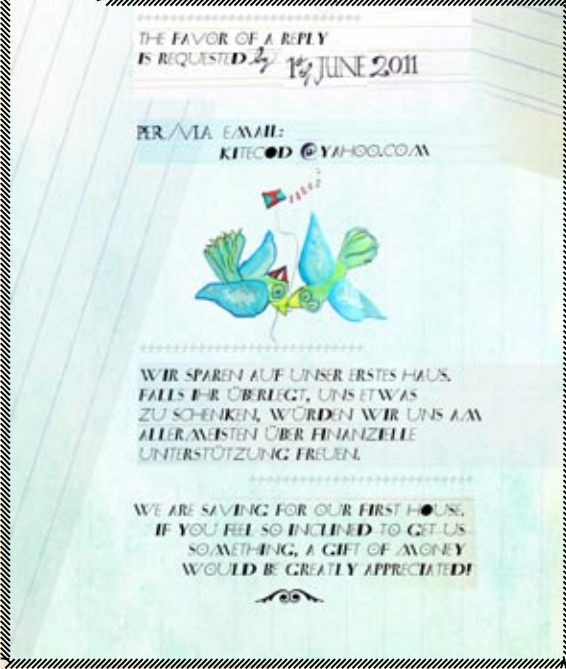 THE FAVOR OF A REPLY
IS REQUESTED by 1st of JUNE 2011
PER/VIA EMAIL:
KITECOD @YAHOO.COM
WIR SPAREN AUF UNSER ERSTES HAUS.
FALLS IHR ÜBERLEGT, UNS ETWAS
ZU SCHENKEN, WÜRDEN WIR UNS AM
ALLERMEISTEN ÜBER FINANZIELLE
UNTERSTÜTZUNG FREUEN.
WE ARE SAVING FOR OUR FIRST HOUSE.
IF YOU FEEL SO INCLINED TO GET US
SOMETHING, A GIFT OF MONEY
WOULD BE GREATLY APPRECIATED!